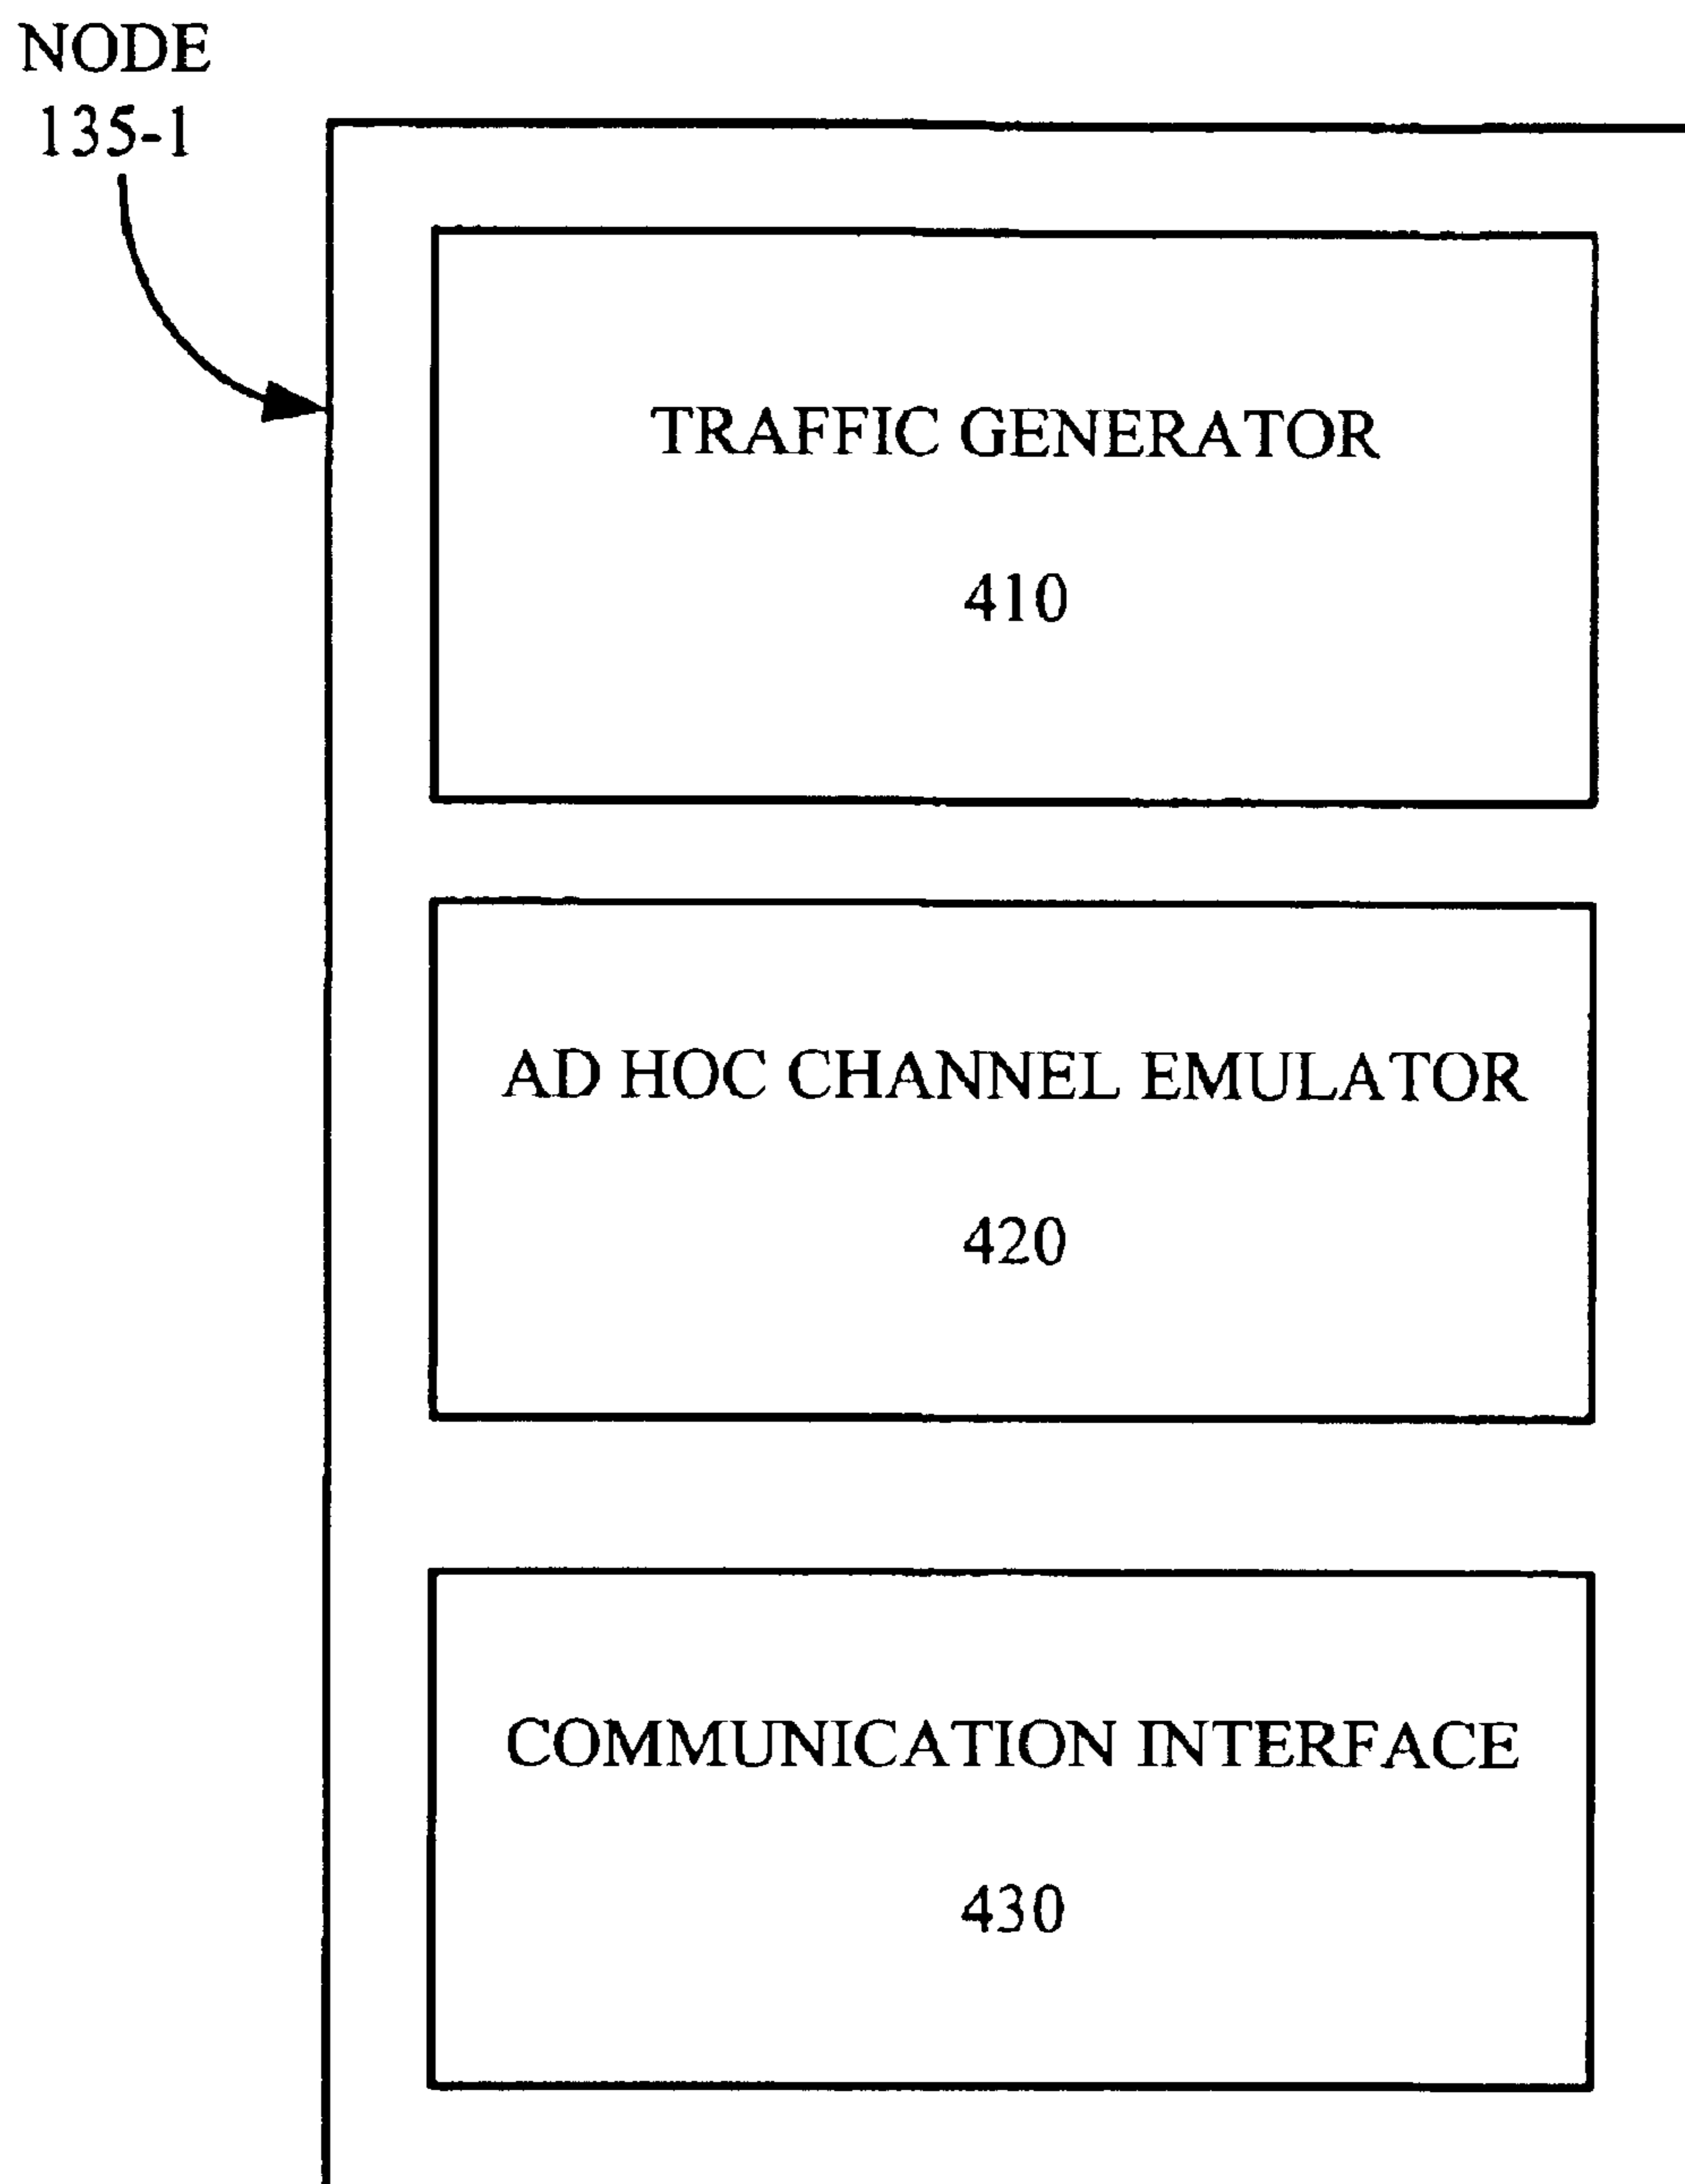 NODE
135-1
TRAFFIC GENERATOR
410
AD HOC CHANNEL EMULATOR
420
COMMUNICATION INTERFACE
430